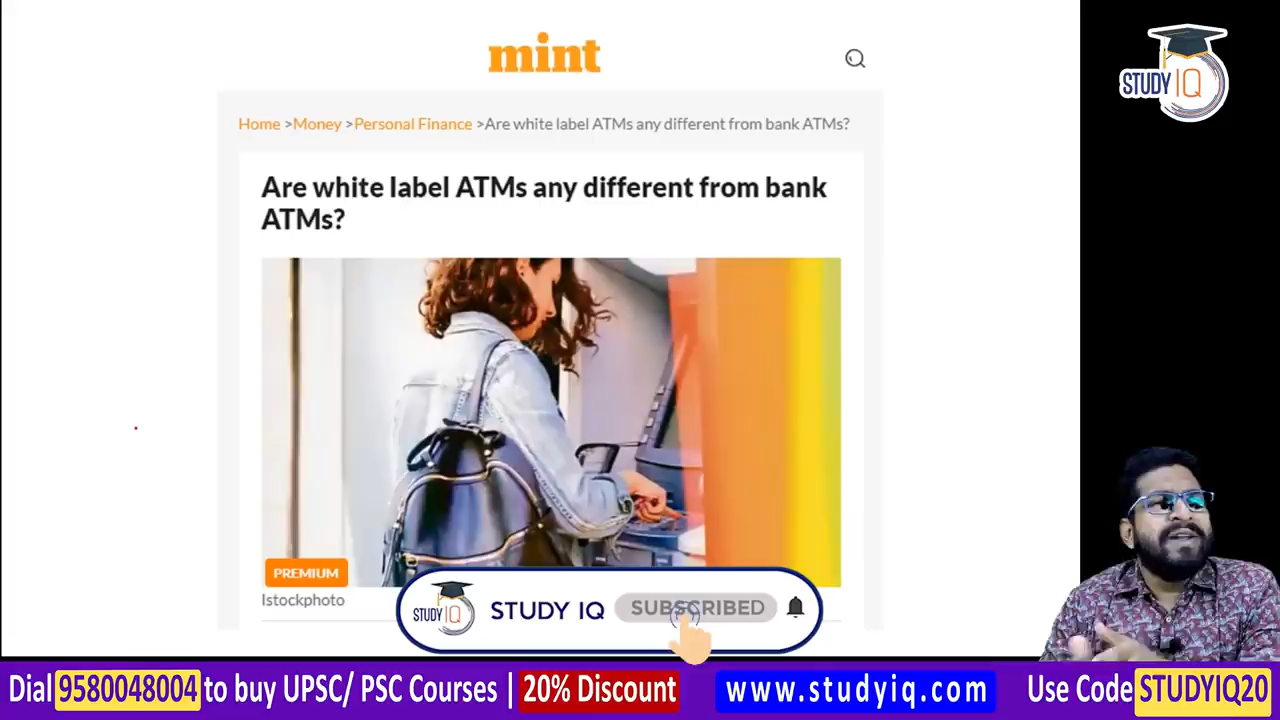 mint
STUDY IQ
Home >Money >Personal Finance >Are white label ATMs any different from bank ATMs?
Are white label ATMs any different from bank
ATMs?
PREMIUM
Istockphoto
STUDY IQ
STUDY IQ
SUBSCRIBED
Dial 9580048004 to buy UPSC/ PSC Courses | 20% Discount
www.studyiq.com
Use Code STUDYIQ20